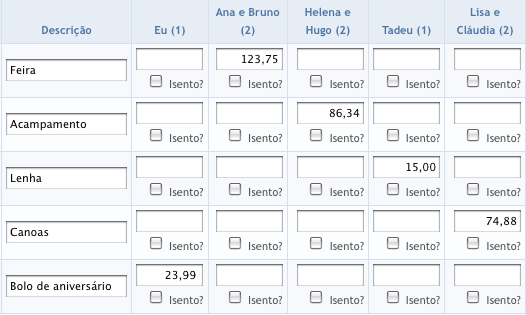 Descrição Eu (1) Ana e Bruno (2) Helena e Hugo (2) Tadeu (1) Lisa e Cláudia (2)
Feira 123,75
Isento? Isento? Isento? Isento? Isento?
Acampamento 86,34
Isento? Isento? Isento? Isento? Isento?
Lenha 15,00
Isento? Isento? Isento? Isento? Isento?
Canoas 74,88
Isento? Isento? Isento? Isento? Isento?
Bolo de aniversário 23,99
Isento? Isento? Isento? Isento? Isento?